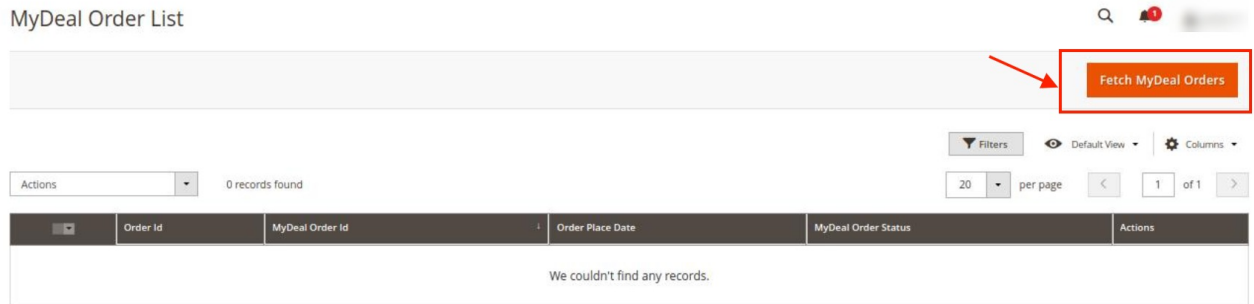 MyDeal Order List
1
Fetch MyDeal Orders
Filters
Default View
Columns
Actions
0 records found
20
per page
1
of 1
Order Id
MyDeal Order Id
Order Place Date
MyDeal Order Status
Actions
We couldn't find any records.